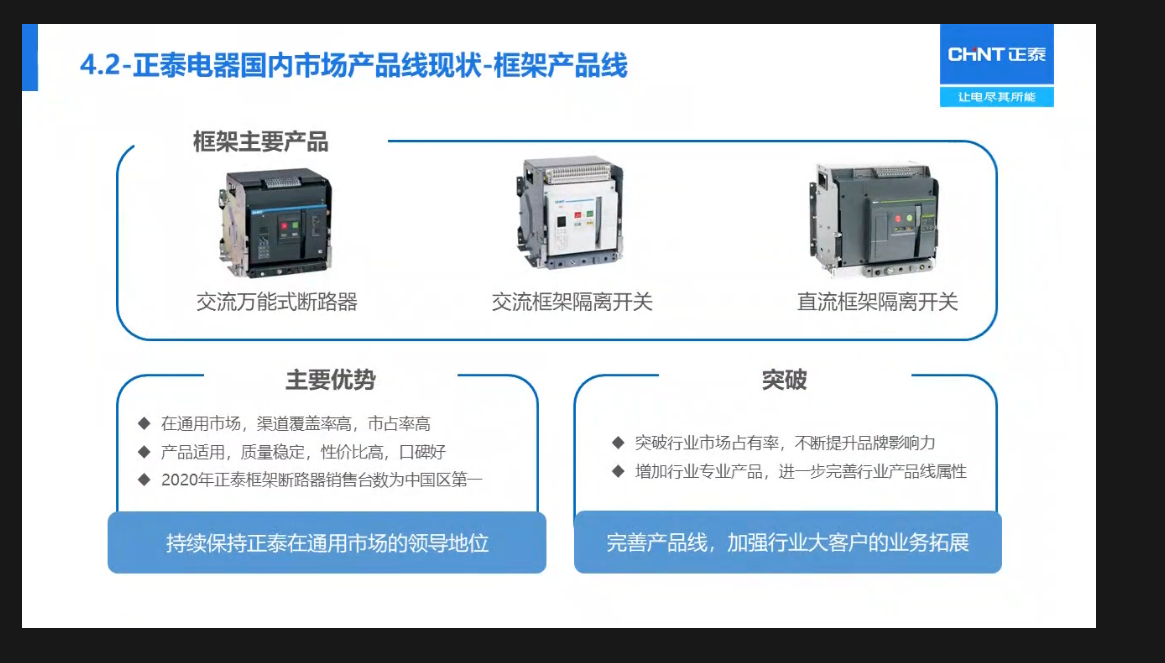 4.2-正泰电器国内市场产品线现状-框架产品线
CHNT 正泰
让电尽其所能
框架主要产品
交流万能式断路器
交流框架隔离开关
直流框架隔离开关
主要优势
在通用市场，渠道覆盖率高，市占率高
产品适用，质量稳定，性价比高，口碑好
2020年正泰框架断路器销售台数为中国区第一
持续保持正泰在通用市场的领导地位
突破
突破行业市场占有率，不断提升品牌影响力
增加行业专业产品，进一步完善行业产品线属性
完善产品线，加强行业大客户的业务拓展